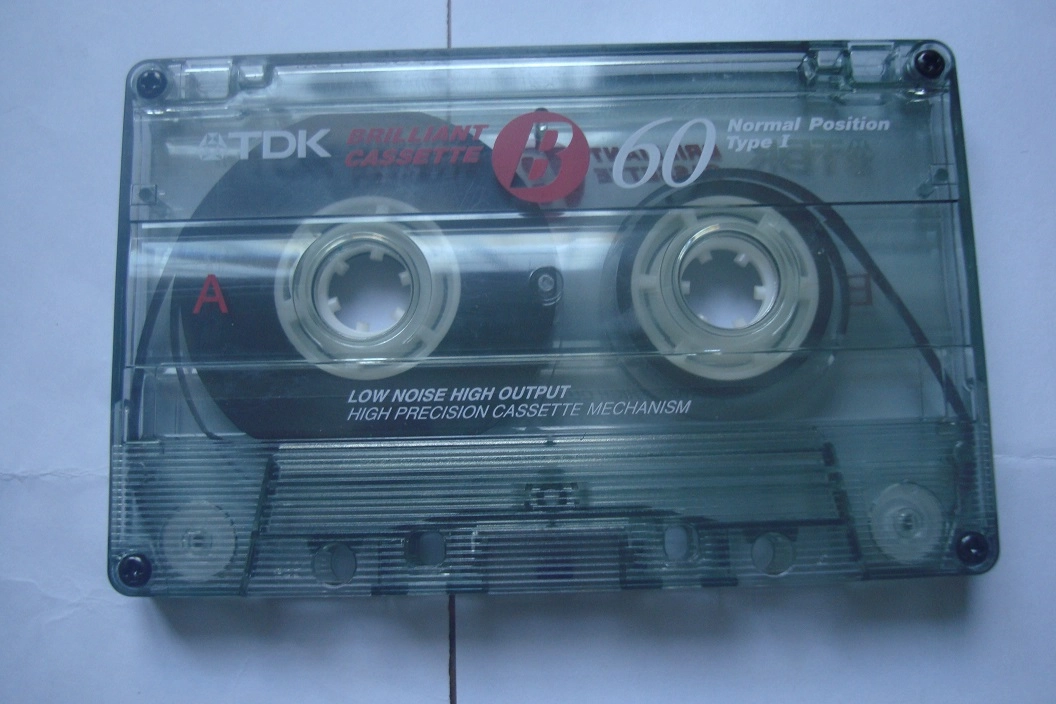 TDK
BRILLIANT
CASSETTE
B
60
Normal Position
Type I
A
B
LOW NOISE HIGH OUTPUT
HIGH PRECISION CASSETTE MECHANISM